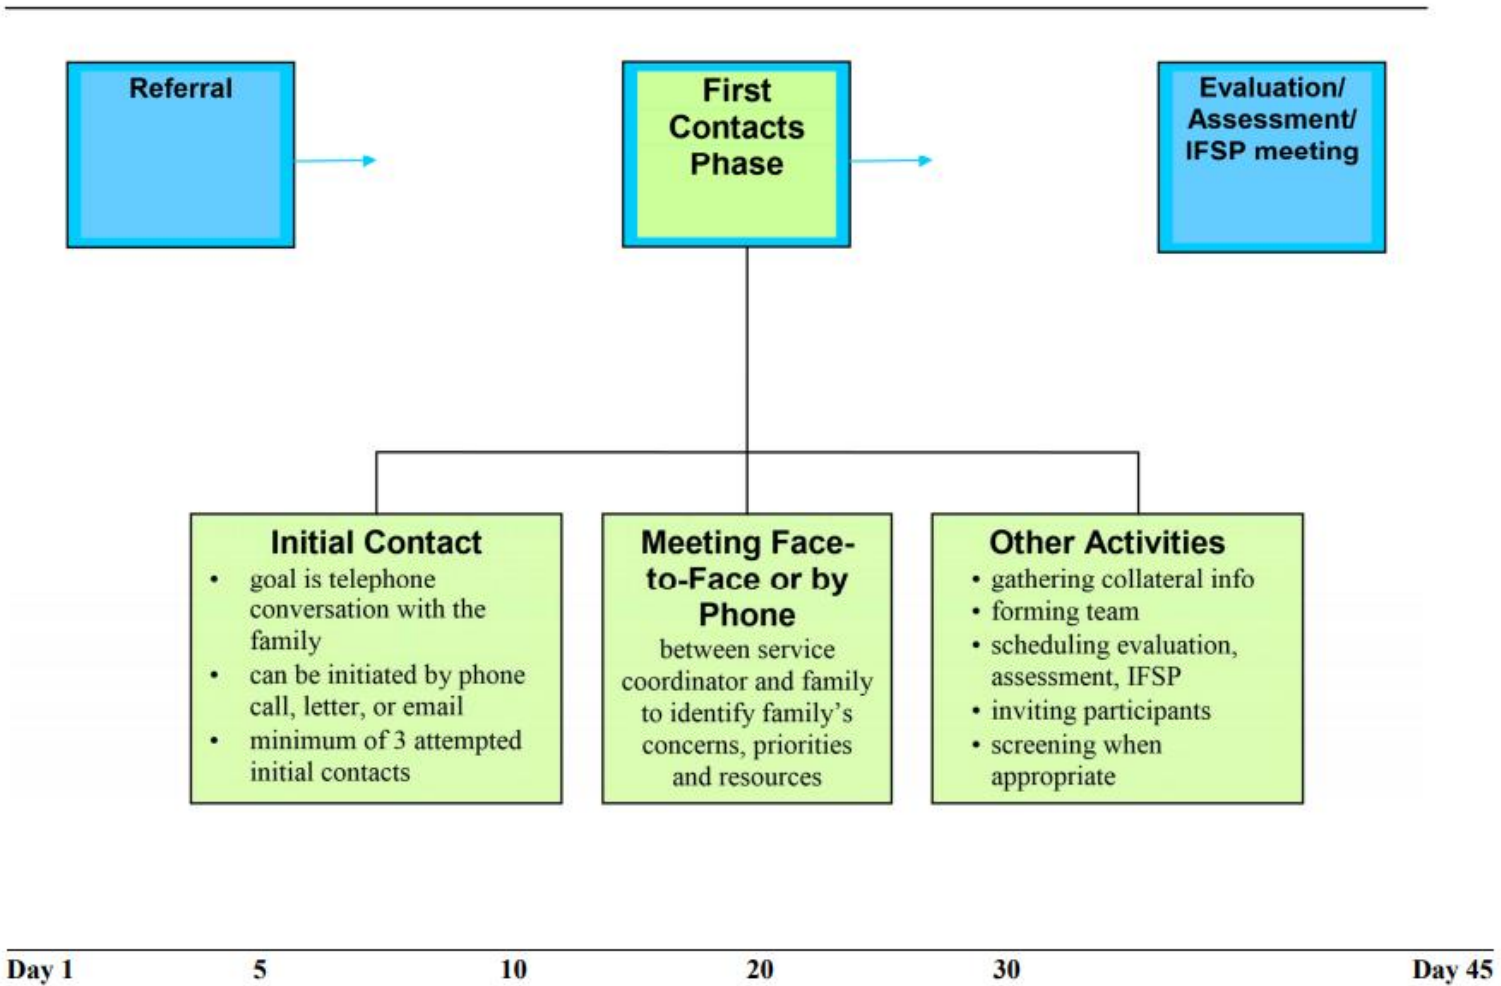 Referral
First
Contacts
Phase
Evaluation/
Assessment/
IFSP meeting
Initial Contact
• goal is telephone
conversation with the
family
• can be initiated by phone
call, letter, or email
• minimum of 3 attempted
initial contacts
Meeting Face-
to-Face or by
Phone
between service
coordinator and family
to identify family’s
concerns, priorities
and resources
Other Activities
• gathering collateral info
• forming team
• scheduling evaluation,
assessment, IFSP
• inviting participants
• screening when
appropriate
Day 1 5 10 20 30 Day 45